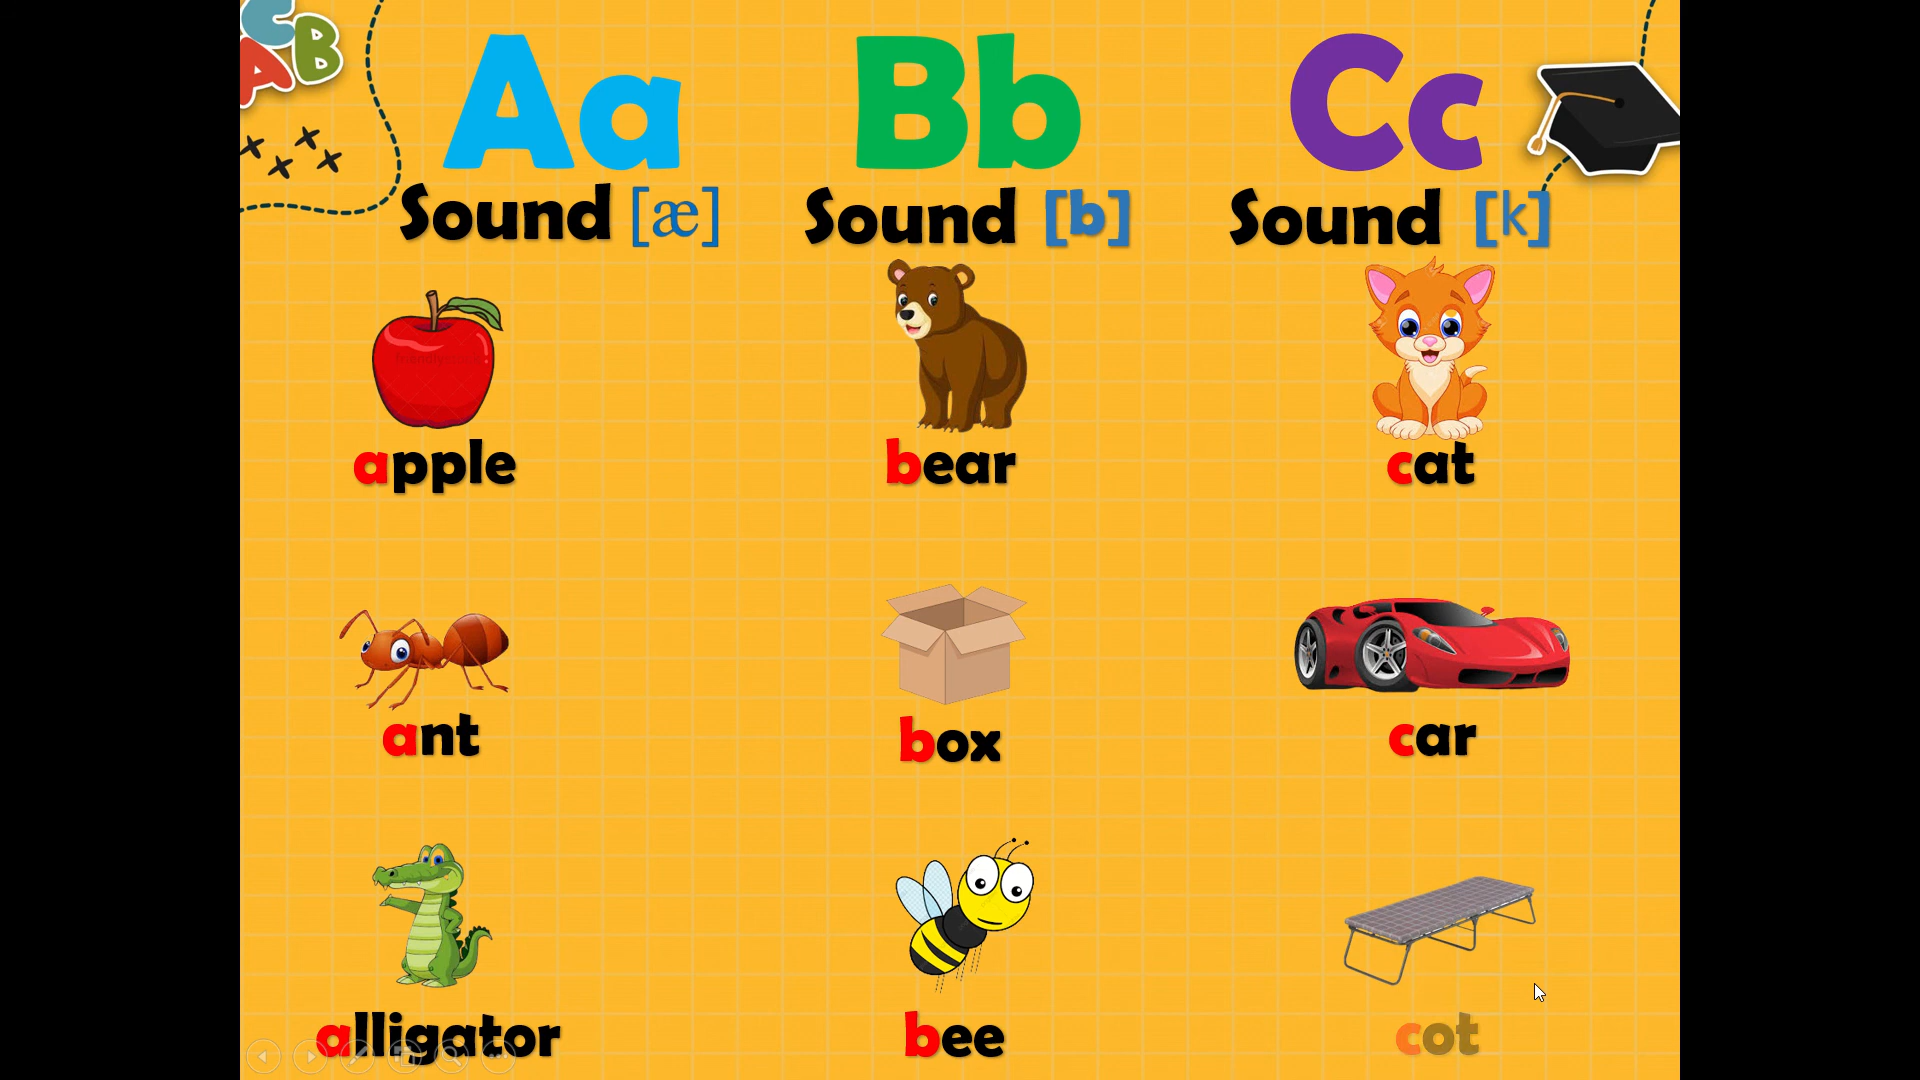 C
A B
Aa Bb Cc
Sound [æ] Sound [b] Sound [k]
apple bear cat
ant box car
alligator bee cot